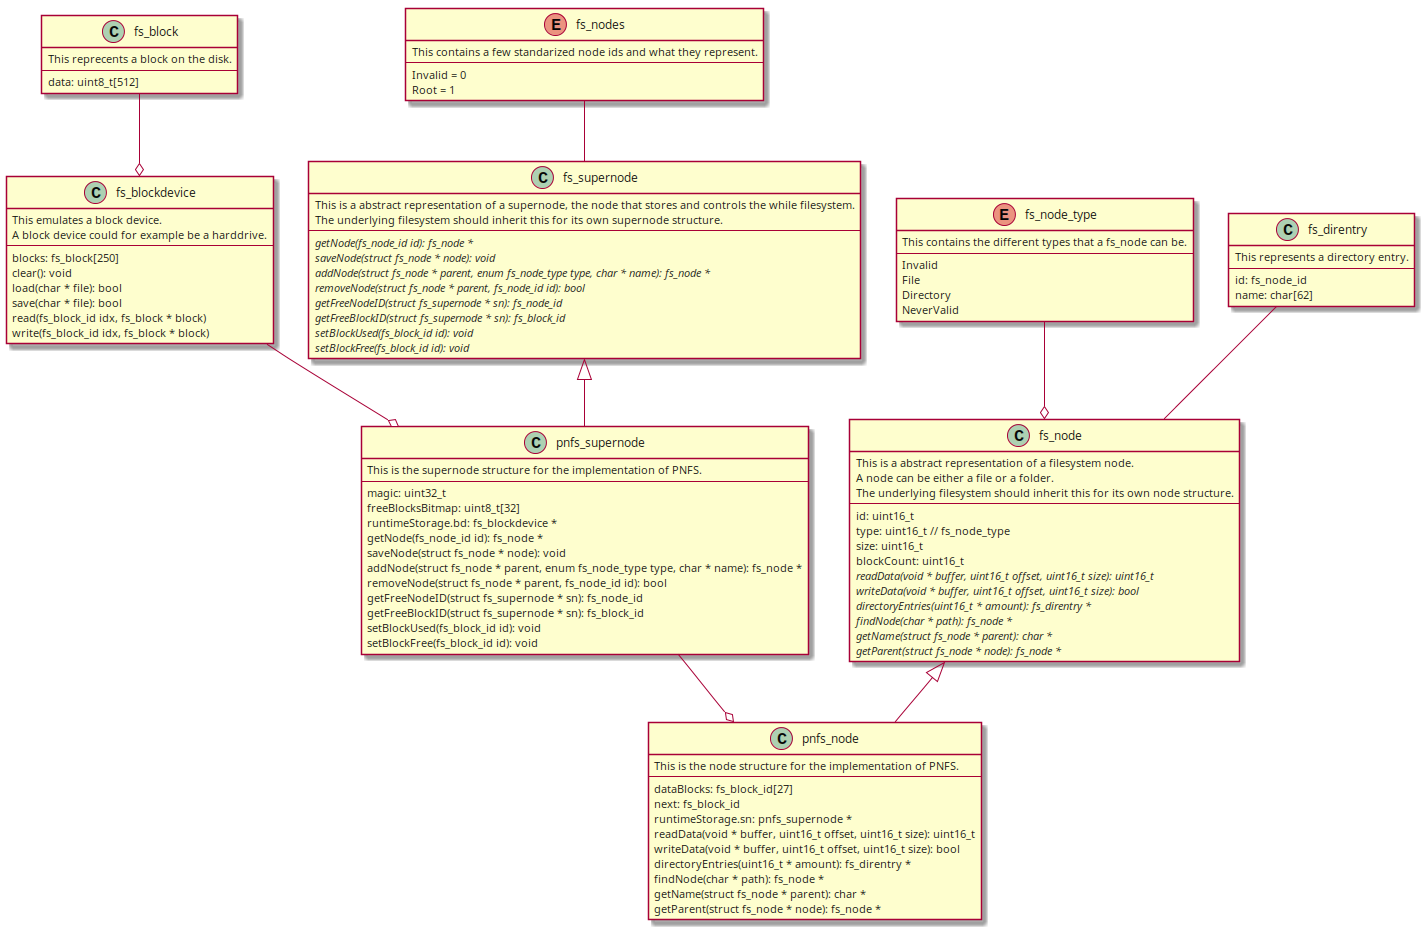 C fs_block
This reprecents a block on the disk.
data: uint8_t[512]
E fs_nodes
This contains a few standarized node ids and what they represent.
Invalid = 0
Root = 1
C fs_blockdevice
This emulates a block device.
A block device could for example be a harddrive.
blocks: fs_block[250]
clear(): void
load(char * file): bool
save(char * file): bool
read(fs_block_id idx, fs_block * block)
write(fs_block_id idx, fs_block * block)
C fs_supernode
This is a abstract representation of a supernode, the node that stores and controls the while filesystem.
The underlying filesystem should inherit this for its own supernode structure.
getNode(fs_node_id id): fs_node *
saveNode(struct fs_node * node): void
addNode(struct fs_node * parent, enum fs_node_type type, char * name): fs_node *
removeNode(struct fs_node * parent, fs_node_id id): bool
getFreeNodeID(struct fs_supernode * sn): fs_node_id
getFreeBlockID(struct fs_supernode * sn): fs_block_id
setBlockUsed(fs_block_id id): void
setBlockFree(fs_block_id id): void
E fs_node_type
This contains the different types that a fs_node can be.
Invalid
File
Directory
NeverValid
C fs_direntry
This represents a directory entry.
id: fs_node_id
name: char[62]
C pnfs_supernode
This is the supernode structure for the implementation of PNFS.
magic: uint32_t
freeBlocksBitmap: uint8_t[32]
runtimeStorage.bd: fs_blockdevice *
getNode(fs_node_id id): fs_node *
saveNode(struct fs_node * node): void
addNode(struct fs_node * parent, enum fs_node_type type, char * name): fs_node *
removeNode(struct fs_node * parent, fs_node_id id): bool
getFreeNodeID(struct fs_supernode * sn): fs_node_id
getFreeBlockID(struct fs_supernode * sn): fs_block_id
setBlockUsed(fs_block_id id): void
setBlockFree(fs_block_id id): void
C fs_node
This is a abstract representation of a filesystem node.
A node can be either a file or a folder.
The underlying filesystem should inherit this for its own node structure.
id: uint16_t
type: uint16_t // fs_node_type
size: uint16_t
blockCount: uint16_t
readData(void * buffer, uint16_t offset, uint16_t size): uint16_t
writeData(void * buffer, uint16_t offset, uint16_t size): bool
directoryEntries(uint16_t * amount): fs_direntry *
findNode(char * path): fs_node *
getName(struct fs_node * parent): char *
getParent(struct fs_node * node): fs_node *
C pnfs_node
This is the node structure for the implementation of PNFS.
dataBlocks: fs_block_id[27]
next: fs_block_id
runtimeStorage.sn: pnfs_supernode *
readData(void * buffer, uint16_t offset, uint16_t size): uint16_t
writeData(void * buffer, uint16_t offset, uint16_t size): bool
directoryEntries(uint16_t * amount): fs_direntry *
findNode(char * path): fs_node *
getName(struct fs_node * parent): char *
getParent(struct fs_node * node): fs_node *